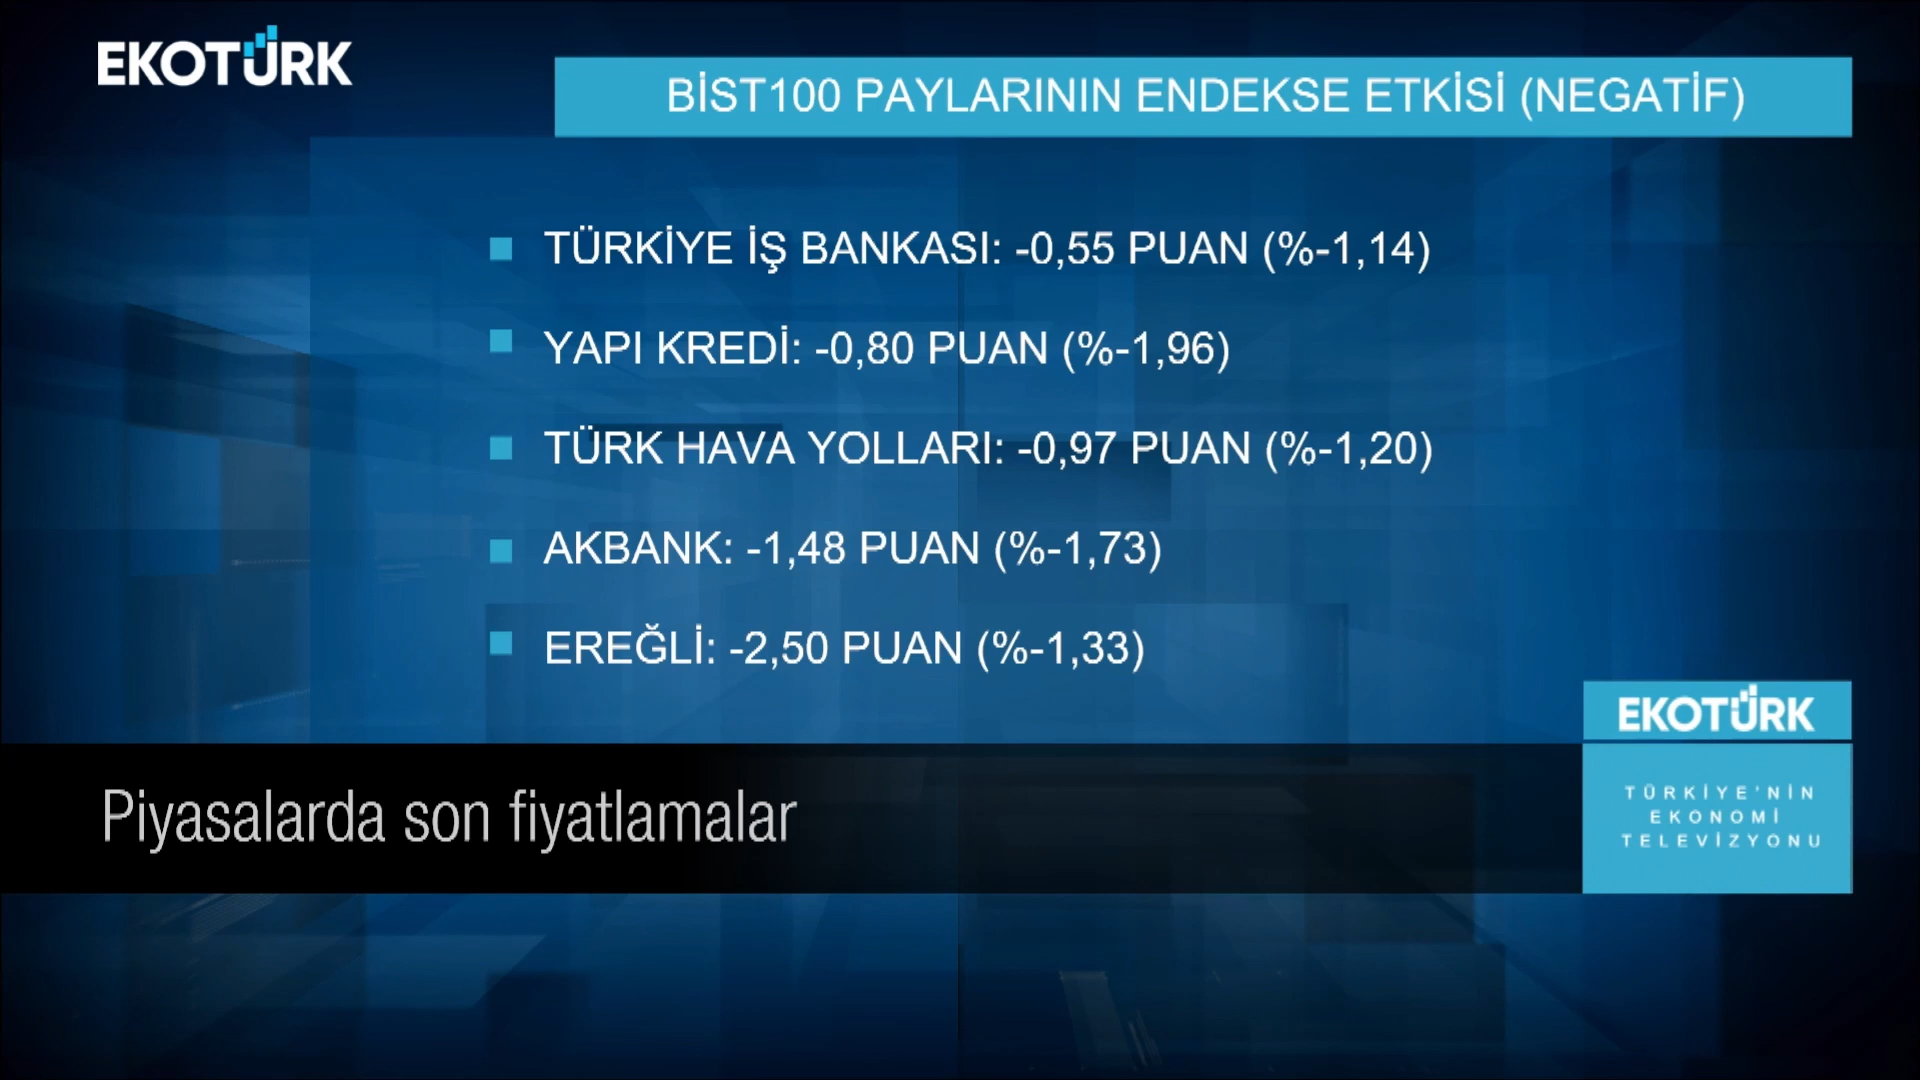 EKOTÜRK
BİST100 PAYLARININ ENDEKSE ETKİSİ (NEGATİF)
TÜRKİYE İŞ BANKASI: -0,55 PUAN (%-1,14)
YAPI KREDİ: -0,80 PUAN (%-1,96)
TÜRK HAVA YOLLARI: -0,97 PUAN (%-1,20)
AKBANK: -1,48 PUAN (%-1,73)
EREĞLİ: -2,50 PUAN (%-1,33)
Piyasalarda son fiyatlamalar
EKOTÜRK
TÜRKİYE'NİN
EKONOMİ
TELEVİZYONU